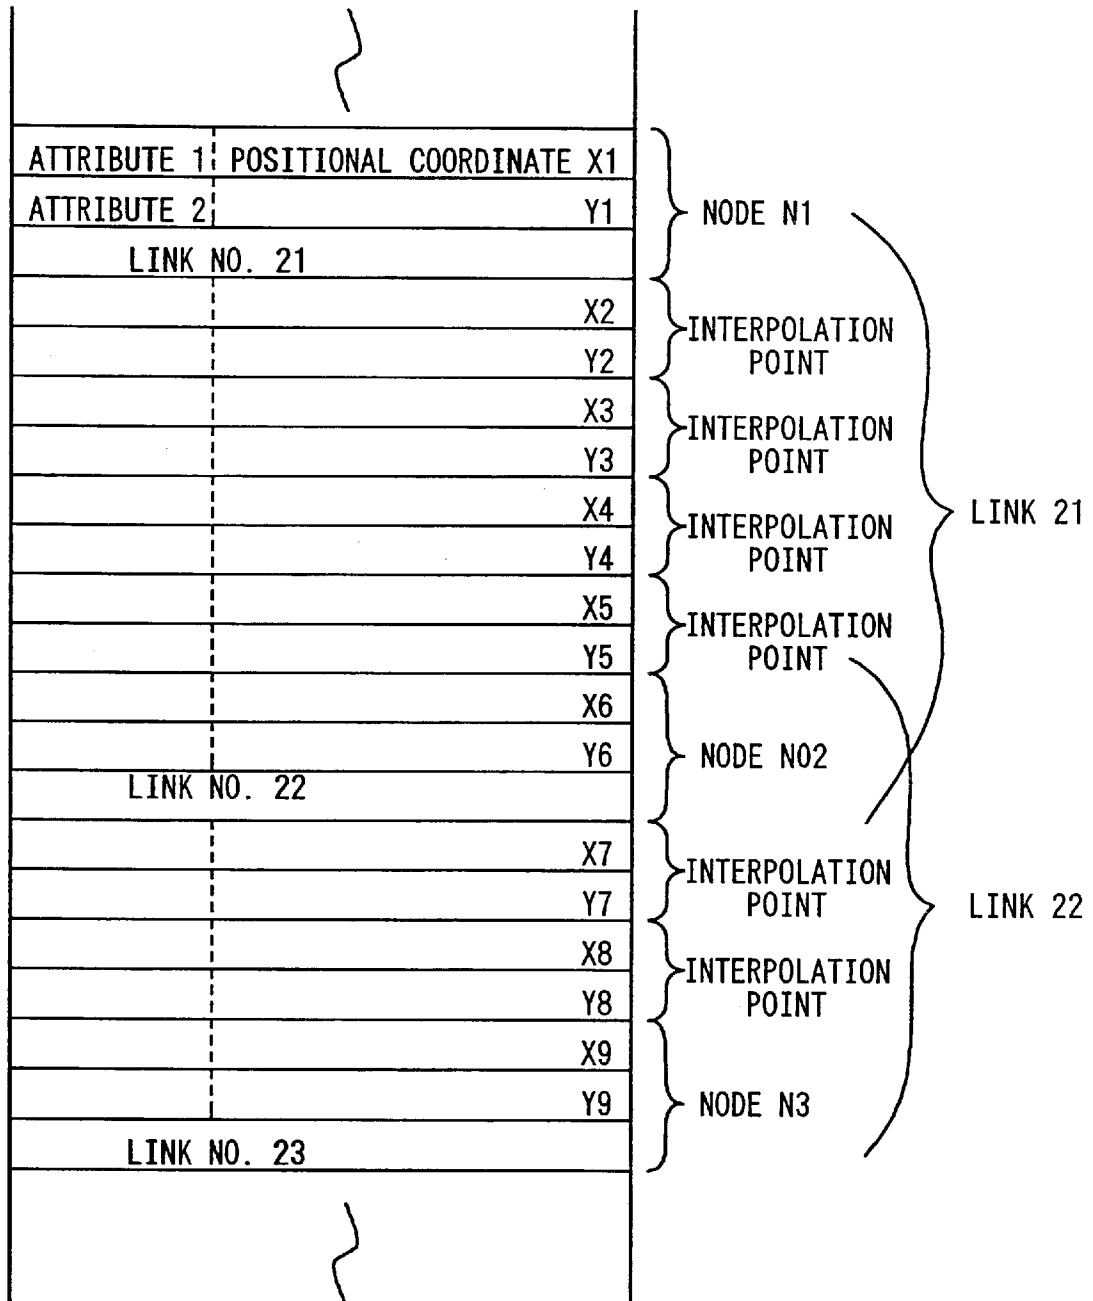 ATTRIBUTE 1 POSITIONAL COORDINATE X1
ATTRIBUTE 2 Y1
NODE N1
LINK NO. 21
X2
INTERPOLATION
POINT
Y2
X3
INTERPOLATION
POINT
Y3
X4
LINK 21
INTERPOLATION
POINT
Y4
X5
INTERPOLATION
POINT
Y5
X6
Y6
NODE N02
LINK NO. 22
X7
INTERPOLATION
POINT
Y7
LINK 22
X8
INTERPOLATION
POINT
Y8
X9
Y9
NODE N3
LINK NO. 23